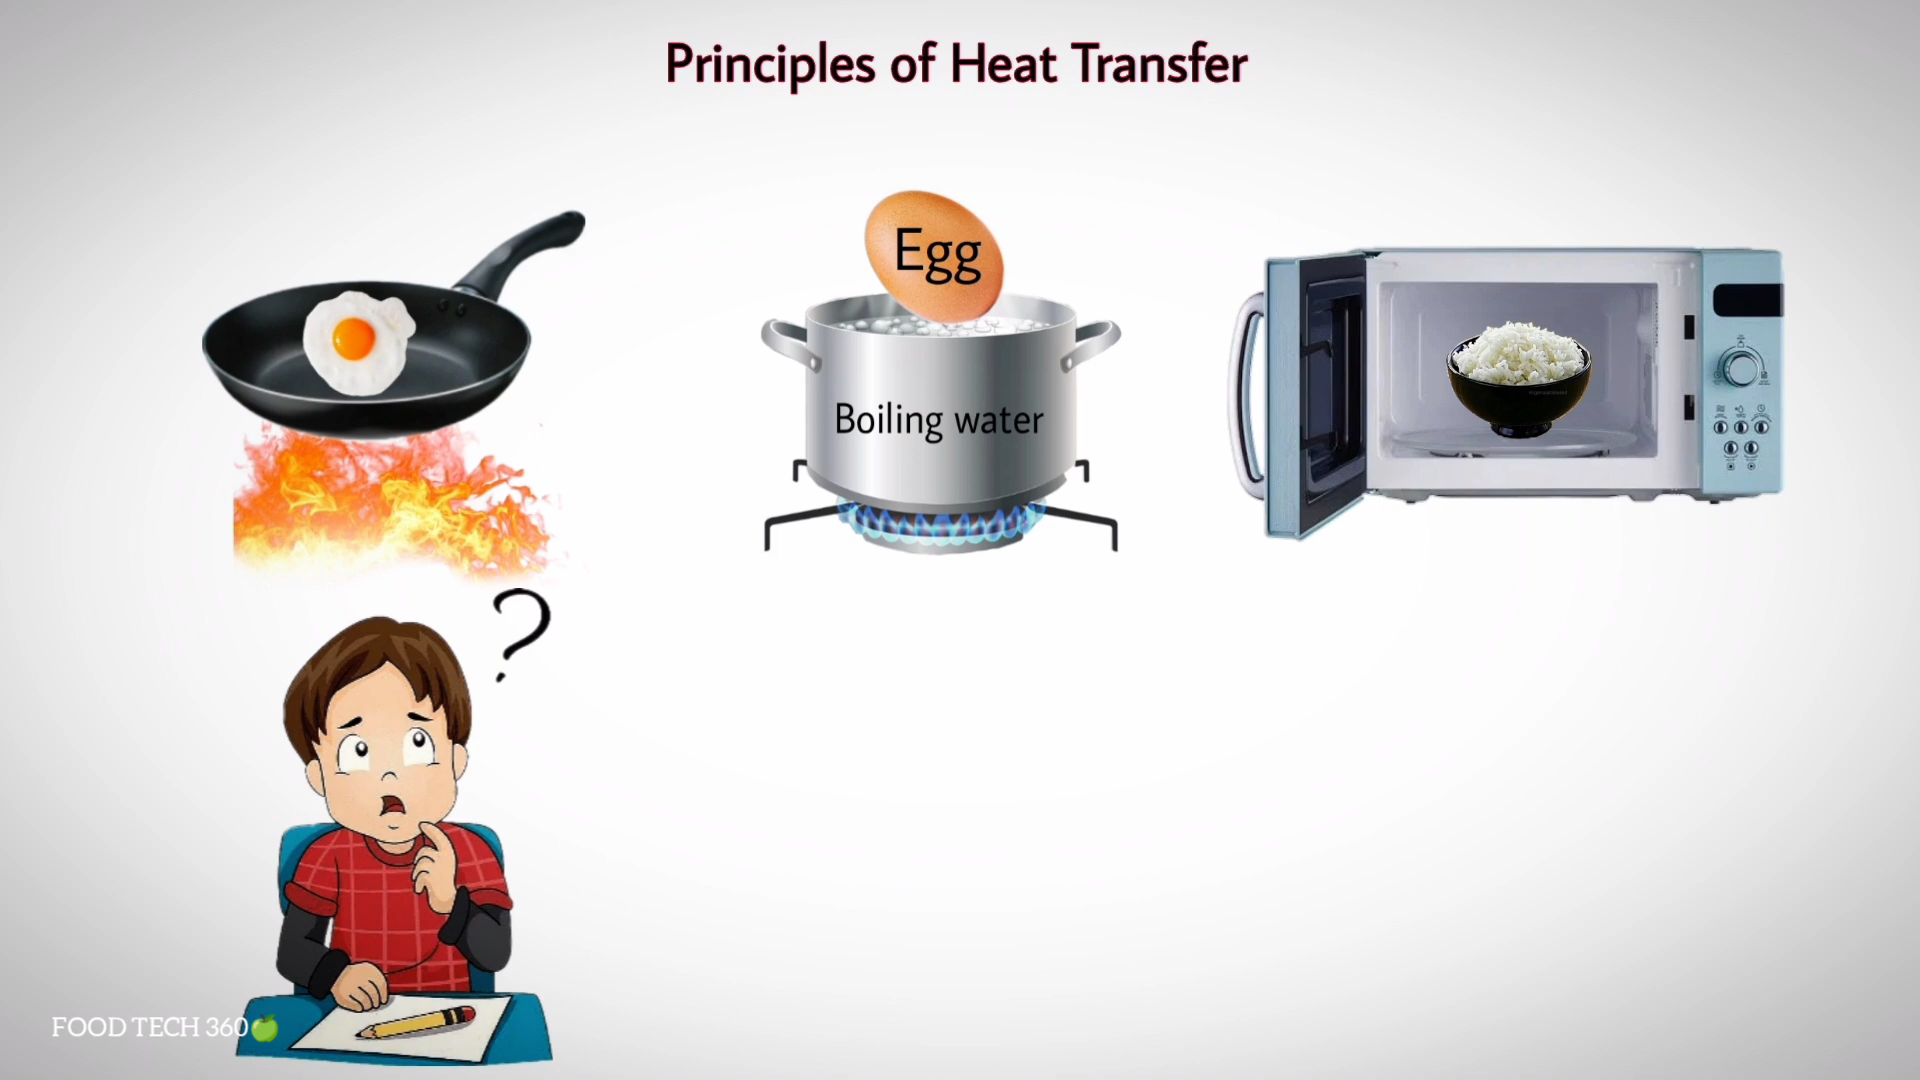 Principles of Heat Transfer
Egg
Boiling water
?
FOOD TECH 360